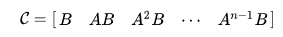 𝒞 = [ B AB A²B ⋯ Aⁿ⁻¹B ]